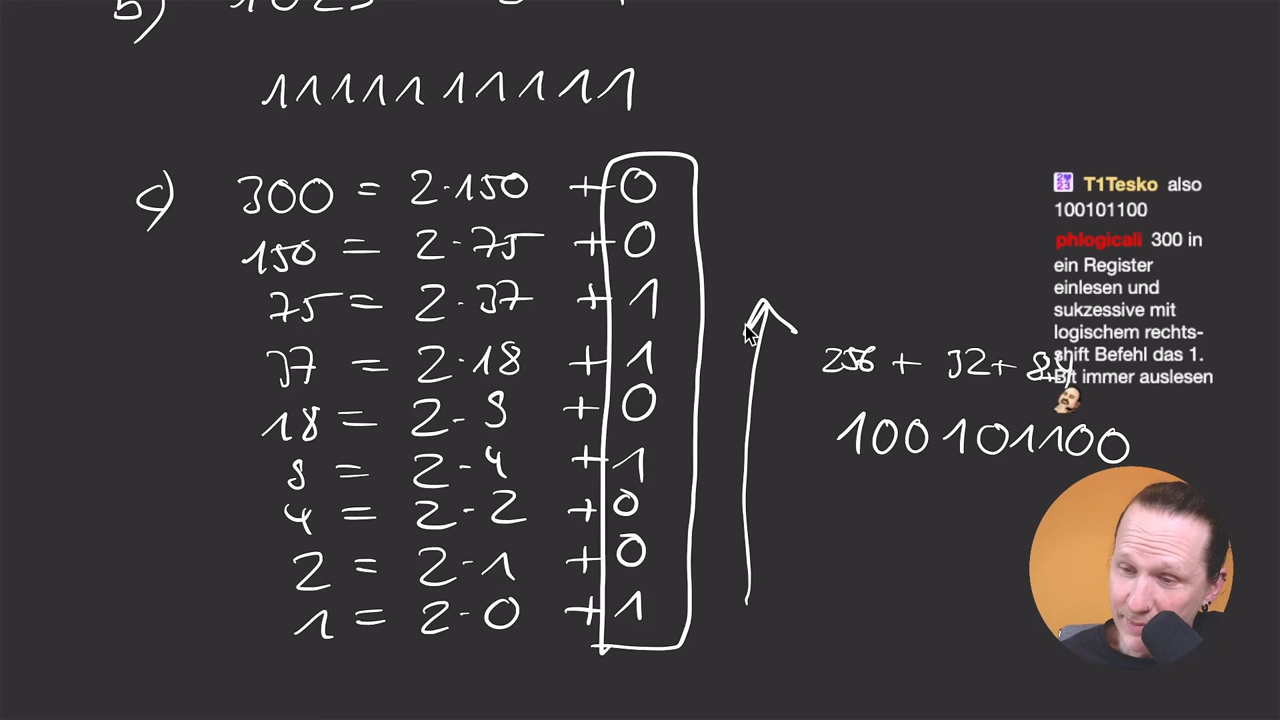 b) 1023
1111111111
c) 300 = 2·150 + 0
150 = 2·75 + 0
75 = 2·37 + 1
37 = 2·18 + 1
18 = 2·9 + 0
9 = 2·4 + 1
4 = 2·2 + 0
2 = 2·1 + 0
1 = 2·0 + 1
256 + 32 + 8
100101100
T1Tesko also
100101100
phlogicali 300 in
ein Register
einlesen und
sukzessive mit
logischem rechts-
shift Befehl das 1.
Bit immer auslesen